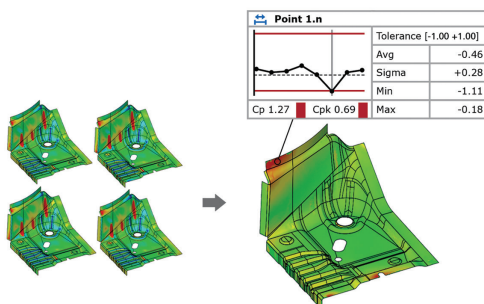 Point 1.n
Tolerance [-1.00 +1.00]
Avg -0.46
Sigma +0.28
Min -1.11
Cp 1.27 Cpk 0.69 Max -0.18